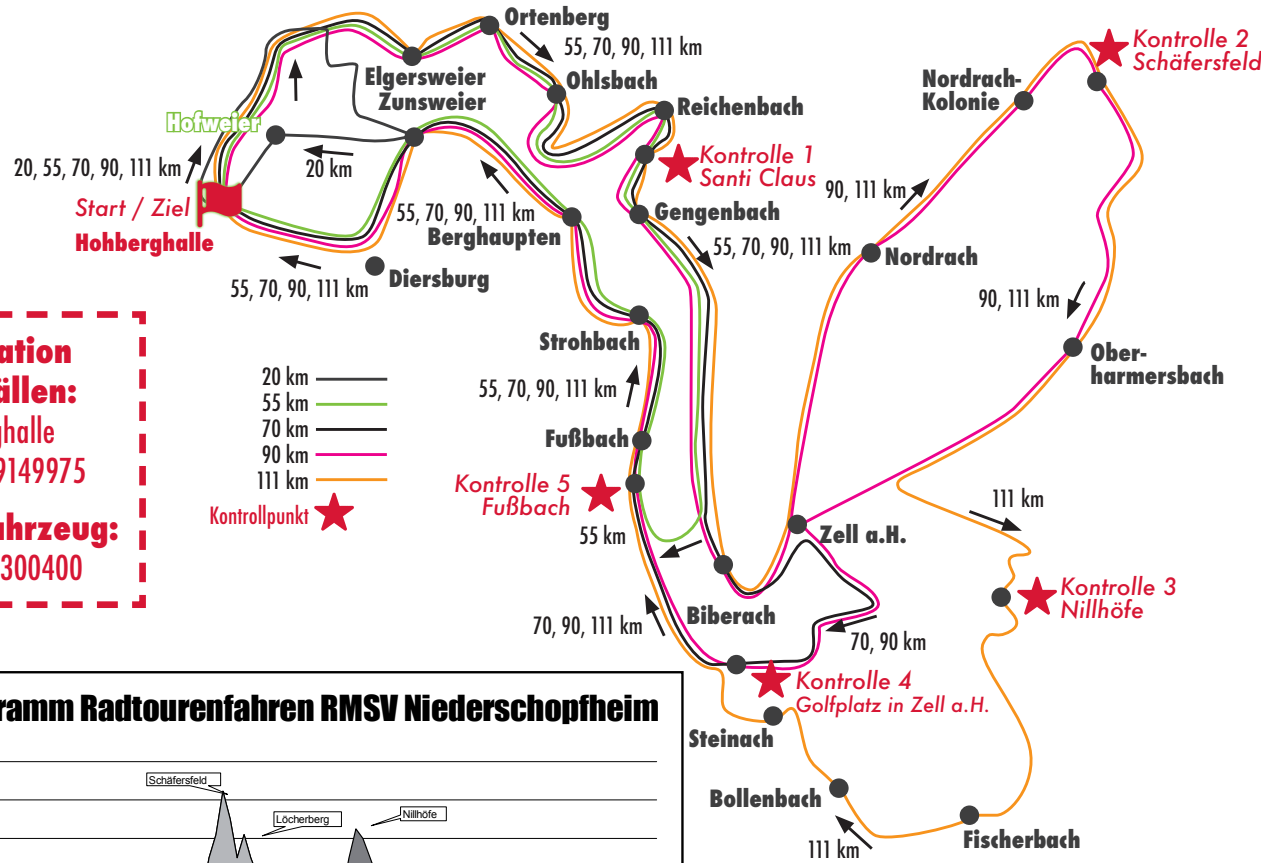 Ortenberg
55, 70, 90, 111 km
Kontrolle 2
Schäfersfeld
Elgersweier
Zunsweier
Ohlsbach
Nordrach-
Kolonie
Reichenbach
Hofweier
20, 55, 70, 90, 111 km
20 km
Kontrolle 1
Santi Claus
90, 111 km
Start / Ziel
Hohberghalle
55, 70, 90, 111 km
Berghaupten
Gengenbach
55, 70, 90, 111 km
Nordrach
55, 70, 90, 111 km
Diersburg
90, 111 km
ation
ällen:
ghalle
9149975
ahrzeug:
300400
Strohbach
Ober-
harmersbach
20 km
55 km
70 km
90 km
111 km
Kontrollpunkt
55, 70, 90, 111 km
Fußbach
Kontrolle 5
Fußbach
55 km
111 km
Zell a.H.
Kontrolle 3
Nillhöfe
Biberach
70, 90, 111 km
70, 90 km
Kontrolle 4
Golfplatz in Zell a.H.
Steinach
Bollenbach
Fischerbach
111 km
ramm Radtourenfahren RMSV Niederschopfheim
Schäfersfeld
Löcherberg
Nillhöfe